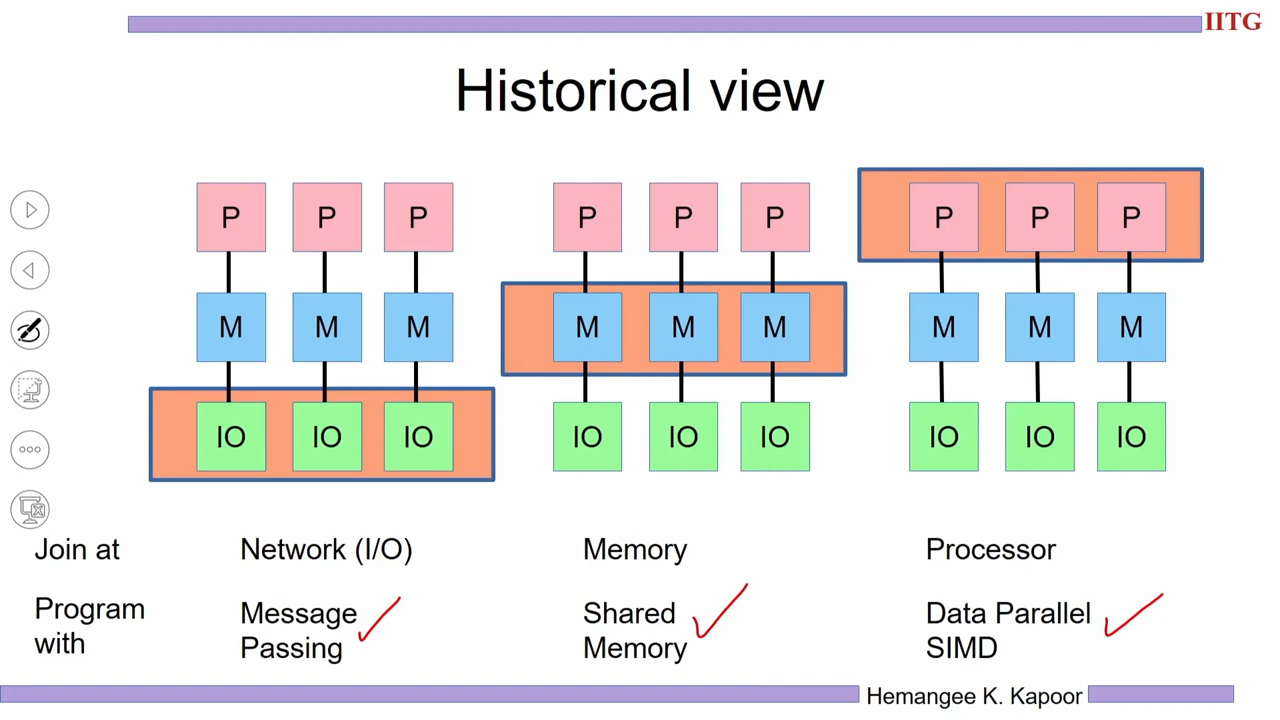 IITG
Historical view
P P P P P P P P P
M M M M M M M M M
IO IO IO IO IO IO IO IO IO
Join at Network (I/O) Memory Processor
Program with
Message Passing
Shared Memory
Data Parallel SIMD
Hemangee K. Kapoor